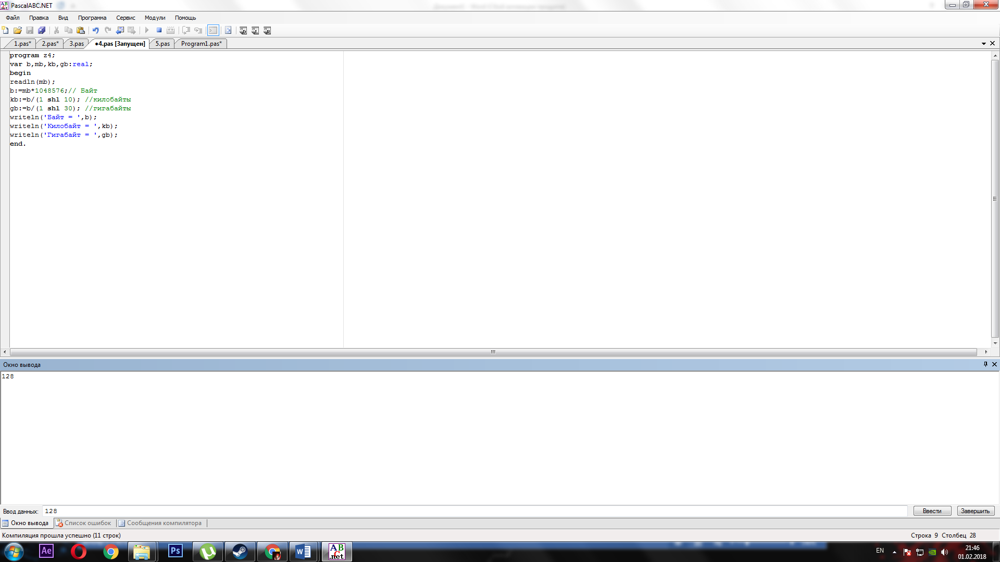 PascalABC.NET
Файл Правка Вид Программа Сервис Модули Помощь
1.pas* 2.pas* 3.pas •4.pas [Запущен] 5.pas Program1.pas*
program z4;
var b,mb,kb,gb:real;
begin
readln(mb);
b:=mb*1048576;// Байт
kb:=b/(1 shl 10); //килобайты
gb:=b/(1 shl 30); //гигабайты
writeln('Байт = ',b);
writeln('Килобайт = ',kb);
writeln('Гигабайт = ',gb);
end.
Окно вывода
128
Ввод данных: 128 Ввести Завершить
Окно вывода Список ошибок Сообщения компилятора
Компиляция прошла успешно (11 строк) Строка 9 Столбец 28
Ae Ps W ABC .net EN 21:46
01.02.2018